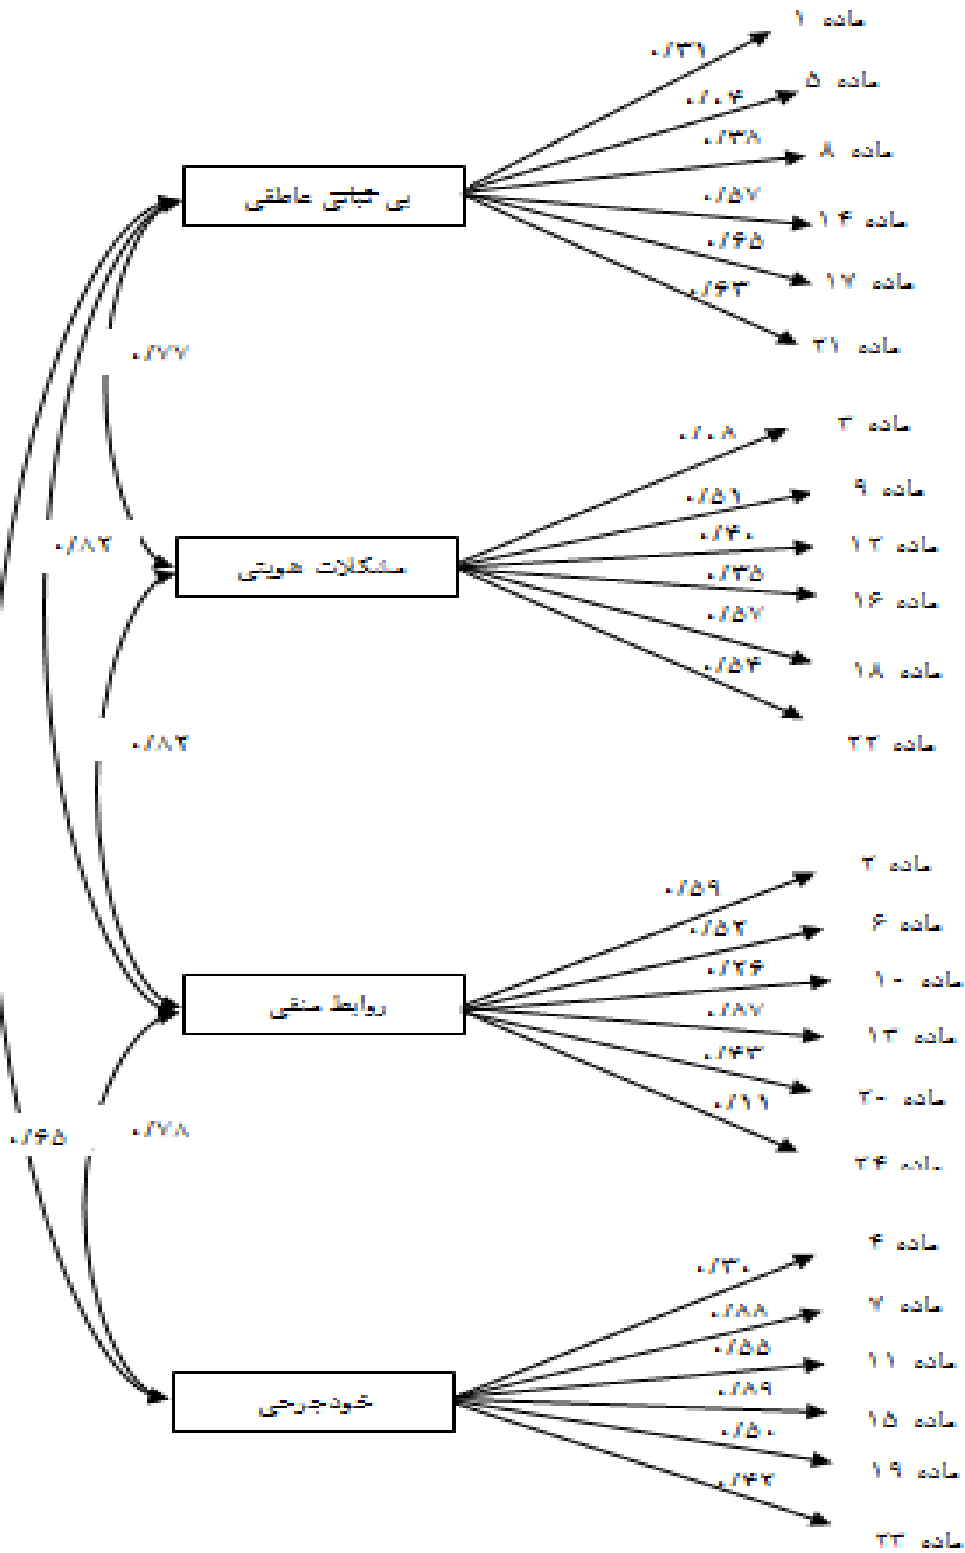 ماده ۱
۰/۳۱
ماده ۵
۰/۰۴
ماده ۸
۰/۳۸
بی ثباتی عاطفی
ماده ۱۴
۰/۵۷
ماده ۱۷
۰/۶۵
ماده ۲۱
۰/۶۳
۰/۷۷
ماده ۲
۰/۰۸
ماده ۹
۰/۵۱
ماده ۱۲
۰/۴۰
۰/۸۲
مشکلات هویتی
ماده ۱۶
۰/۳۵
ماده ۱۸
۰/۵۷
ماده ۲۲
۰/۵۴
۰/۸۲
ماده ۳
۰/۵۹
ماده ۶
۰/۵۲
ماده ۱۰
۰/۲۶
روابط منفی
ماده ۱۳
۰/۸۷
ماده ۲۰
۰/۴۳
ماده ۲۴
۰/۱۱
۰/۶۵
۰/۷۸
ماده ۴
۰/۳۰
ماده ۷
۰/۸۸
ماده ۱۱
۰/۵۵
خودجرحی
ماده ۱۵
۰/۸۹
ماده ۱۹
۰/۵۰
ماده ۲۳
۰/۴۲